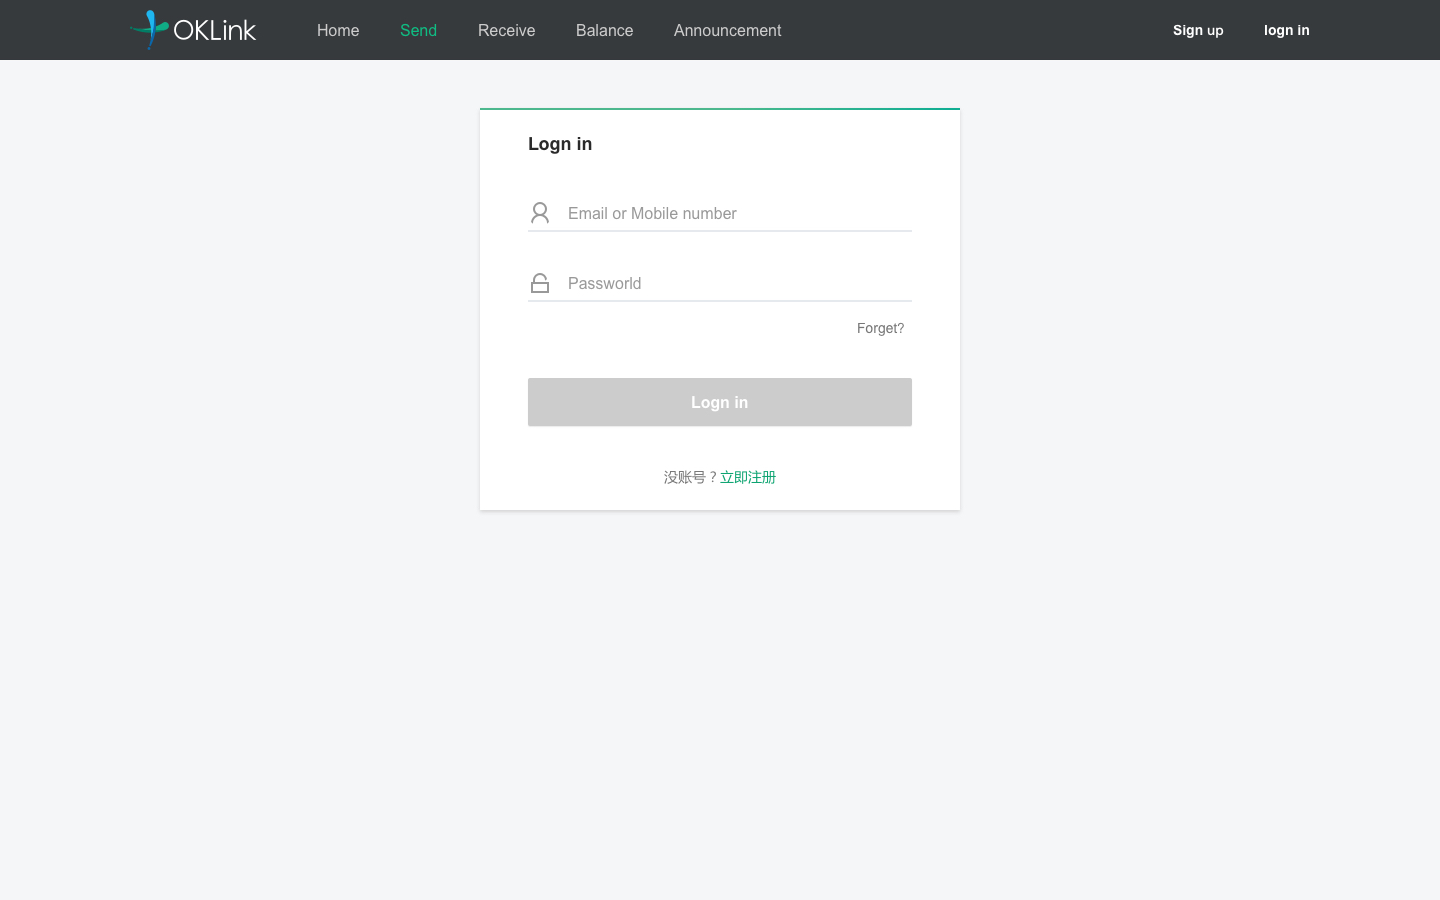 OKLink Home Send Receive Balance Announcement Sign up login in
Logn in
Email or Mobile number
Passworld
Forget?
Logn in
没账号？立即注册